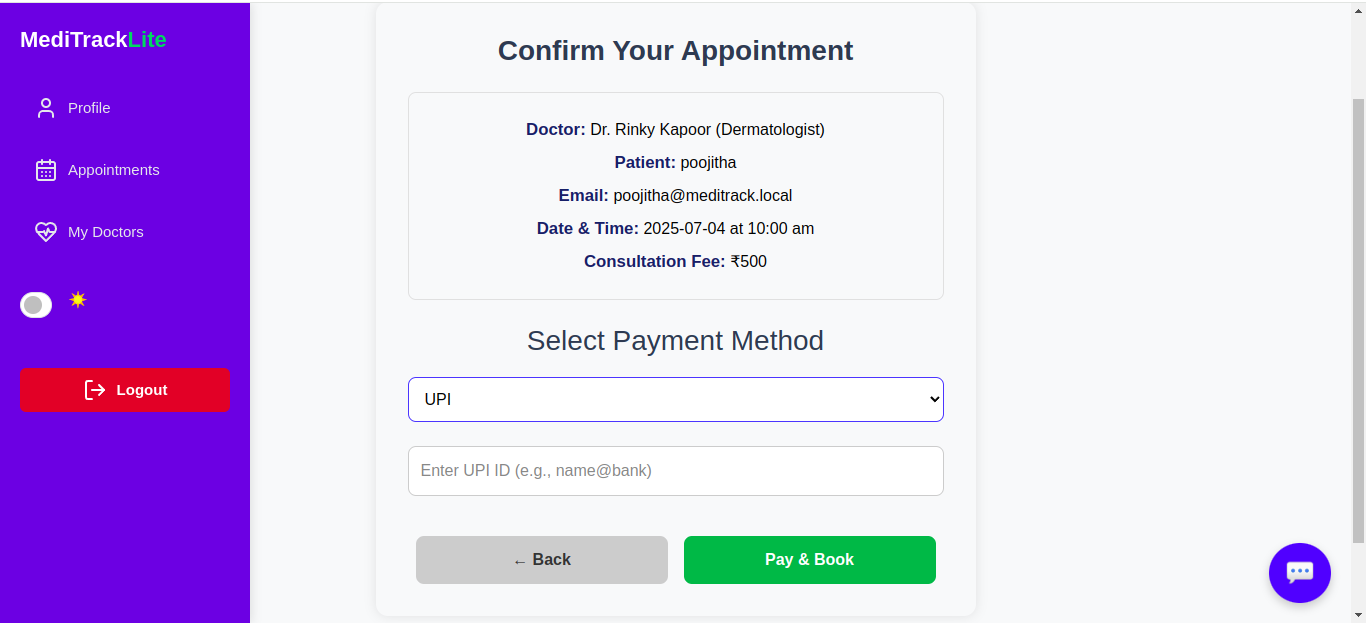 MediTrackLite
Profile
Appointments
My Doctors
Logout
Confirm Your Appointment
Doctor: Dr. Rinky Kapoor (Dermatologist)
Patient: poojitha
Email: poojitha@meditrack.local
Date & Time: 2025-07-04 at 10:00 am
Consultation Fee: ₹500
Select Payment Method
UPI
Enter UPI ID (e.g., name@bank)
← Back
Pay & Book